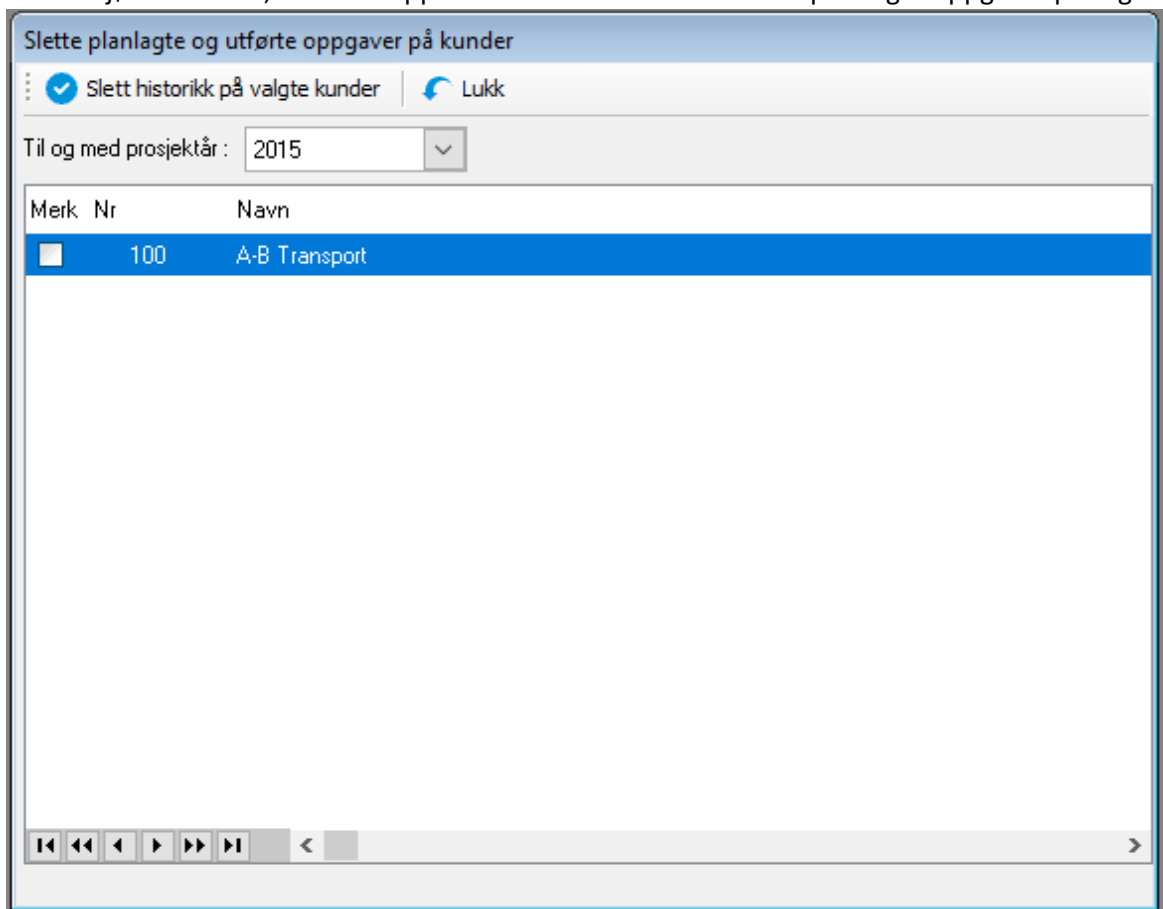 Slette planlagte og utførte oppgaver på kunder
Slett historikk på valgte kunder Lukk
Til og med prosjektår : 2015
Merk Nr Navn
100 A-B Transport